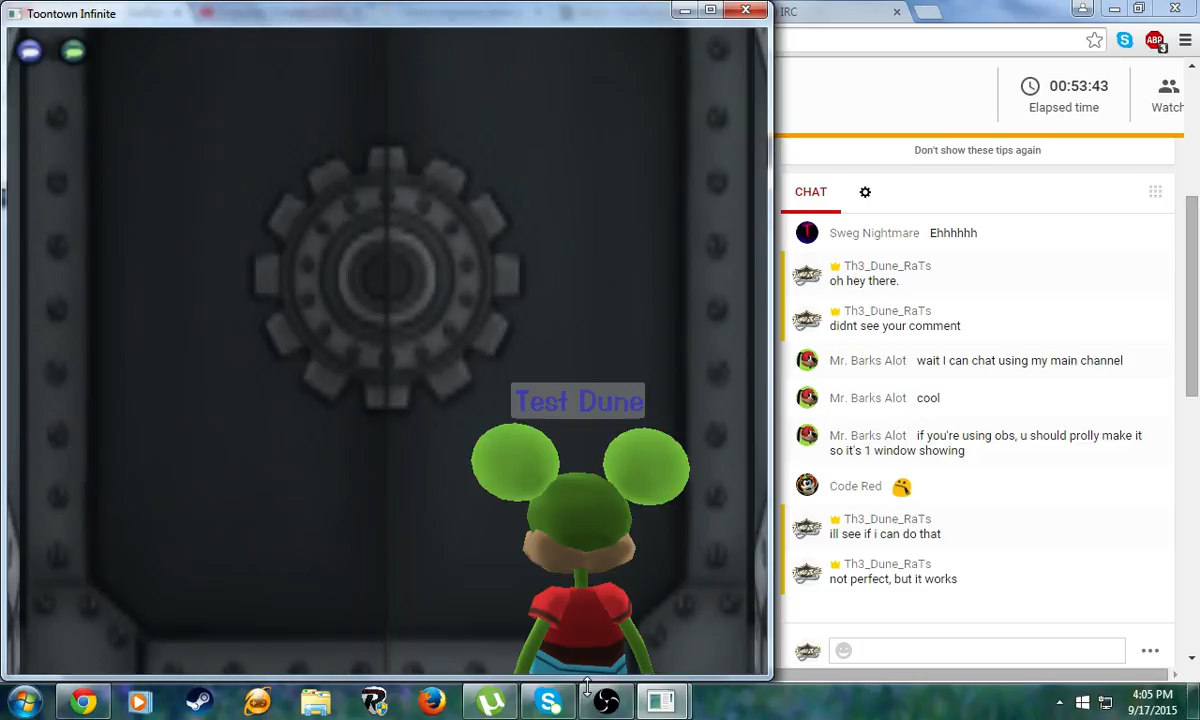 Toontown Infinite
IRC
ABP
3
00:53:43
Elapsed time
Watch
Don't show these tips again
CHAT
Sweg Nightmare Ehhhhhh
Th3_Dune_RaTs
oh hey there.
Th3_Dune_RaTs
didnt see your comment
Mr. Barks Alot wait I can chat using my main channel
Mr. Barks Alot cool
Mr. Barks Alot if you're using obs, u should prolly make it
so it's 1 window showing
Code Red
Th3_Dune_RaTs
ill see if i can do that
Th3_Dune_RaTs
not perfect, but it works
Test Dune
4:05 PM
9/17/2015